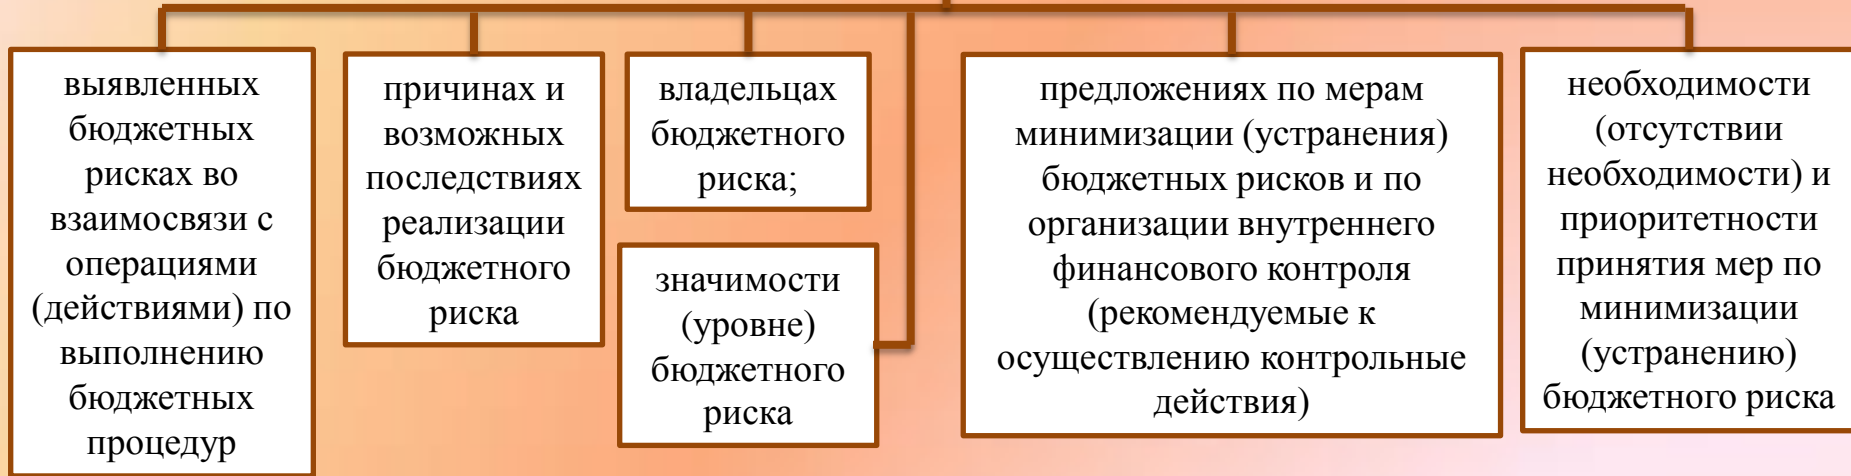 выявленных
бюджетных
рисках во
взаимосвязи с
операциями
(действиями) по
выполнению
бюджетных
процедур
причинах и
возможных
последствиях
реализации
бюджетного
риска
владельцах
бюджетного
риска;
значимости
(уровне)
бюджетного
риска
предложениях по мерам
минимизации (устранения)
бюджетных рисков и по
организации внутреннего
финансового контроля
(рекомендуемые к
осуществлению контрольные
действия)
необходимости
(отсутствии
необходимости) и
приоритетности
принятия мер по
минимизации
(устранению)
бюджетного риска